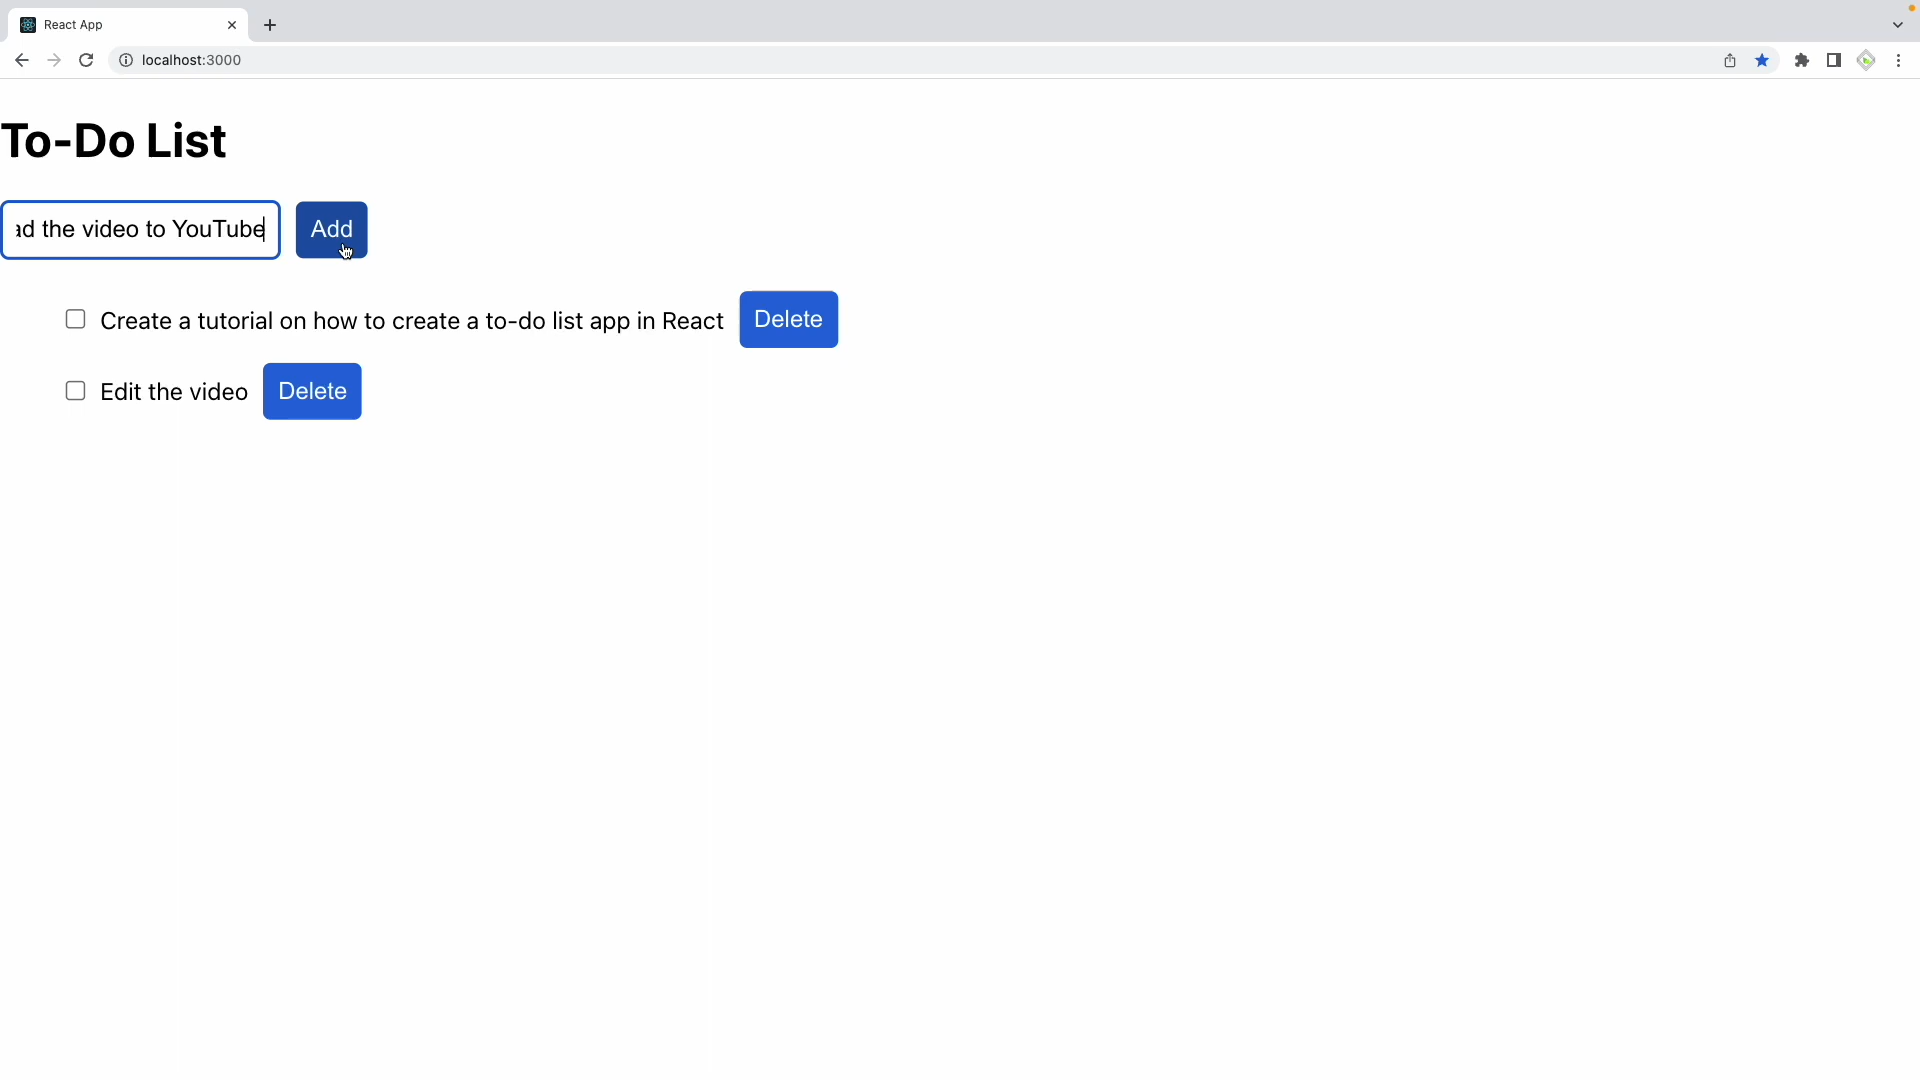 React App
localhost:3000
To-Do List
ad the video to YouTube
Add
Create a tutorial on how to create a to-do list app in React
Delete
Edit the video
Delete